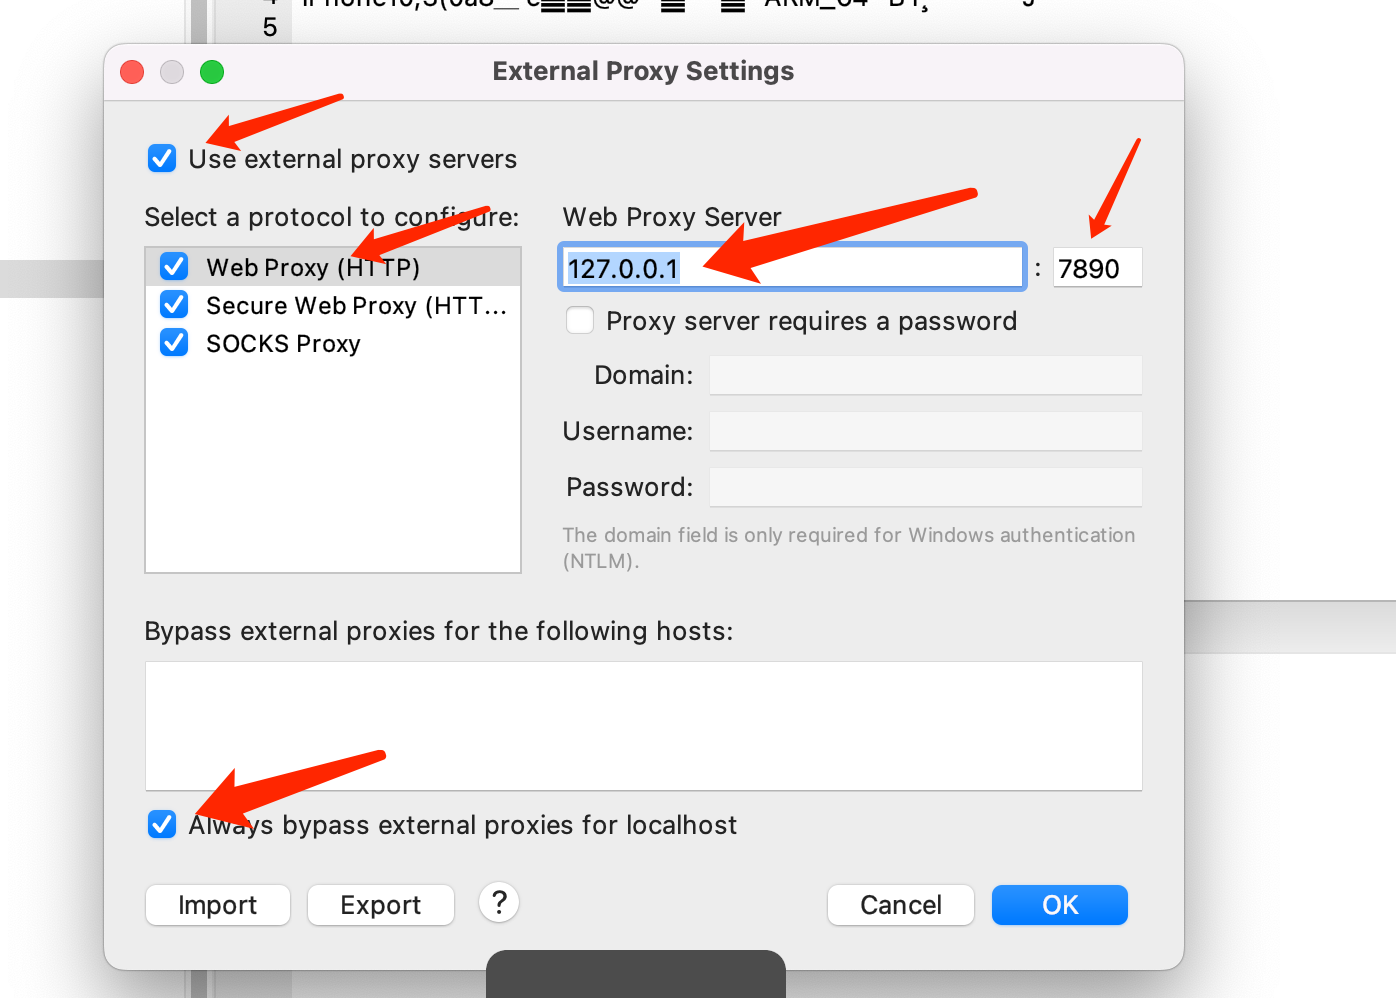 5
External Proxy Settings
Use external proxy servers
Select a protocol to configure:
Web Proxy (HTTP)
Secure Web Proxy (HTT...
SOCKS Proxy
Web Proxy Server
127.0.0.1 : 7890
Proxy server requires a password
Domain:
Username:
Password:
The domain field is only required for Windows authentication
(NTLM).
Bypass external proxies for the following hosts:
Always bypass external proxies for localhost
Import
Export
?
Cancel
OK